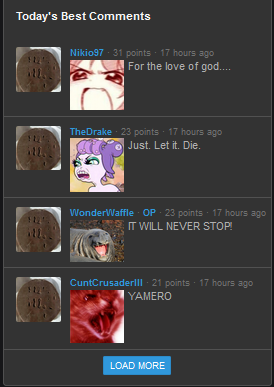 Today's Best Comments
Nikio97 · 31 points · 17 hours ago
For the love of god....
TheDrake · 23 points · 17 hours ago
Just. Let it. Die.
WonderWaffle · OP · 23 points · 17 hours ago
IT WILL NEVER STOP!
CuntCrusaderIII · 21 points · 17 hours ago
YAMERO
LOAD MORE